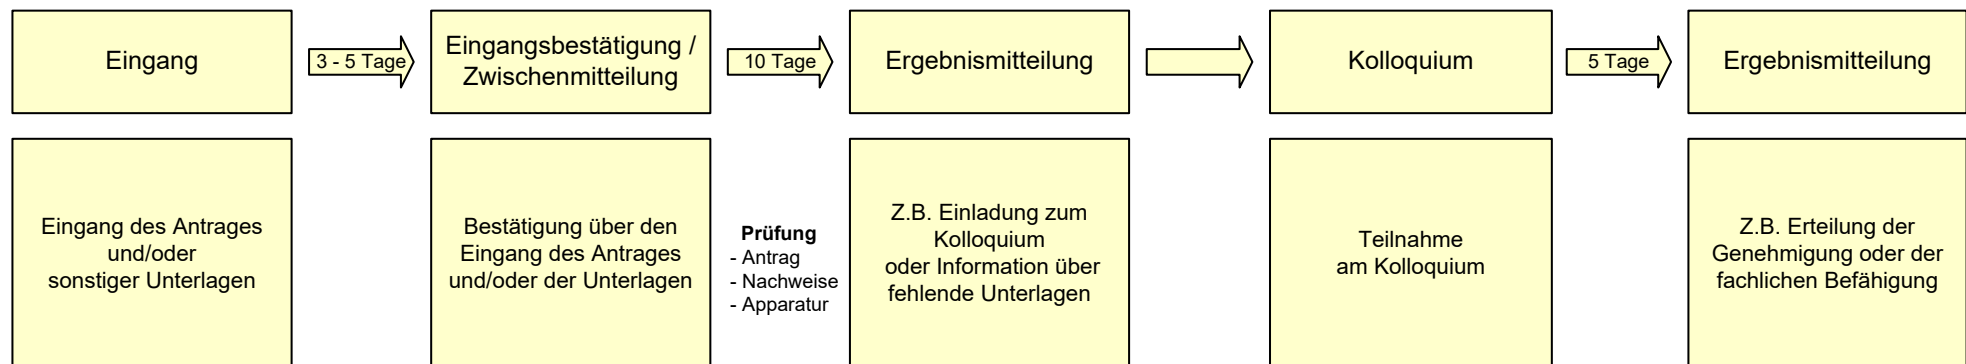 Eingang
3 - 5 Tage
Eingangsbestätigung /
Zwischenmitteilung
10 Tage
Ergebnismitteilung
Kolloquium
5 Tage
Ergebnismitteilung
Eingang des Antrages
und/oder
sonstiger Unterlagen
Bestätigung über den
Eingang des Antrages
und/oder der Unterlagen
Prüfung
- Antrag
- Nachweise
- Apparatur
Z.B. Einladung zum
Kolloquium
oder Information über
fehlende Unterlagen
Teilnahme
am Kolloquium
Z.B. Erteilung der
Genehmigung oder der
fachlichen Befähigung